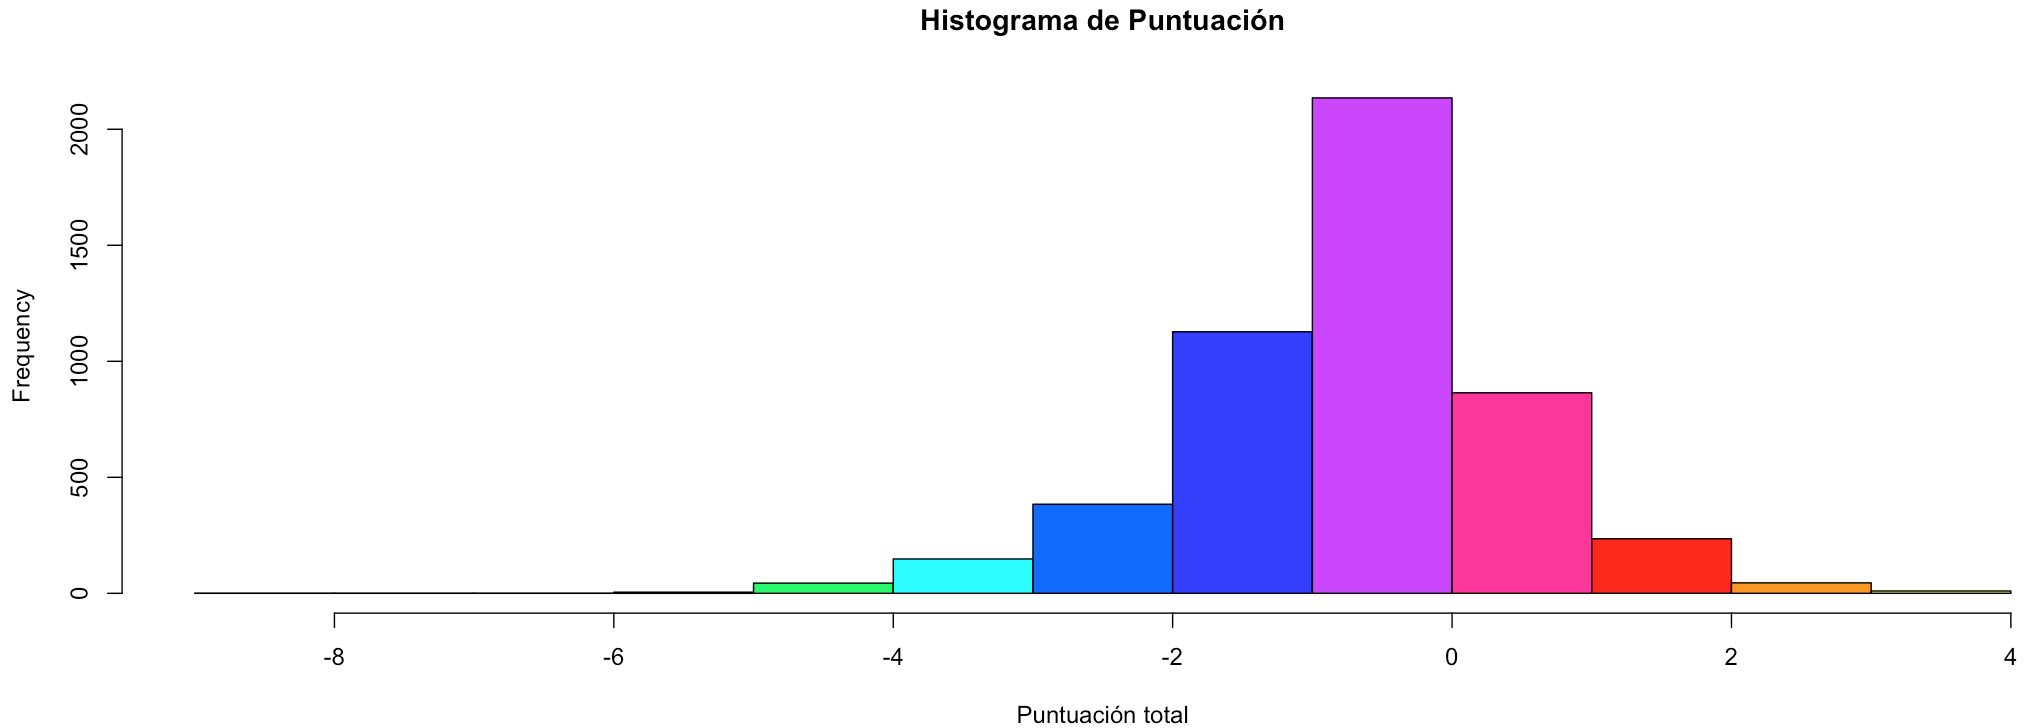 Histograma de Puntuación
Frequency
2000
1500
1000
500
0
-8 -6 -4 -2 0 2 4
Puntuación total